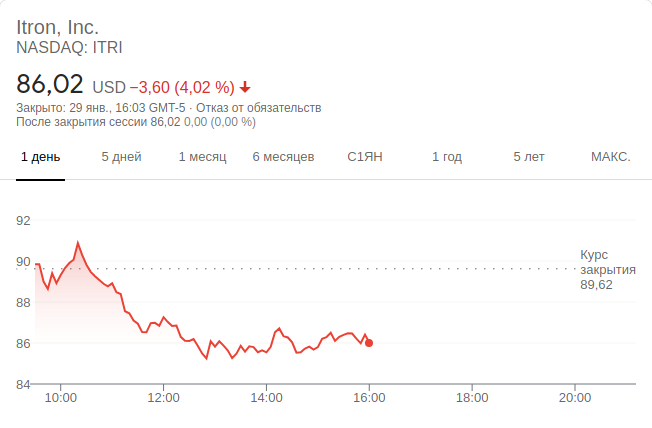 Itron, Inc.
NASDAQ: ITRI
86,02 USD −3,60 (4,02 %)
Закрыто: 29 янв., 16:03 GMT-5 · Отказ от обязательств
После закрытия сессии 86,02 0,00 (0,00 %)
1 день 5 дней 1 месяц 6 месяцев С1ЯН 1 год 5 лет МАКС.
92
90
88
86
84
Курс
закрытия
89,62
10:00 12:00 14:00 16:00 18:00 20:00